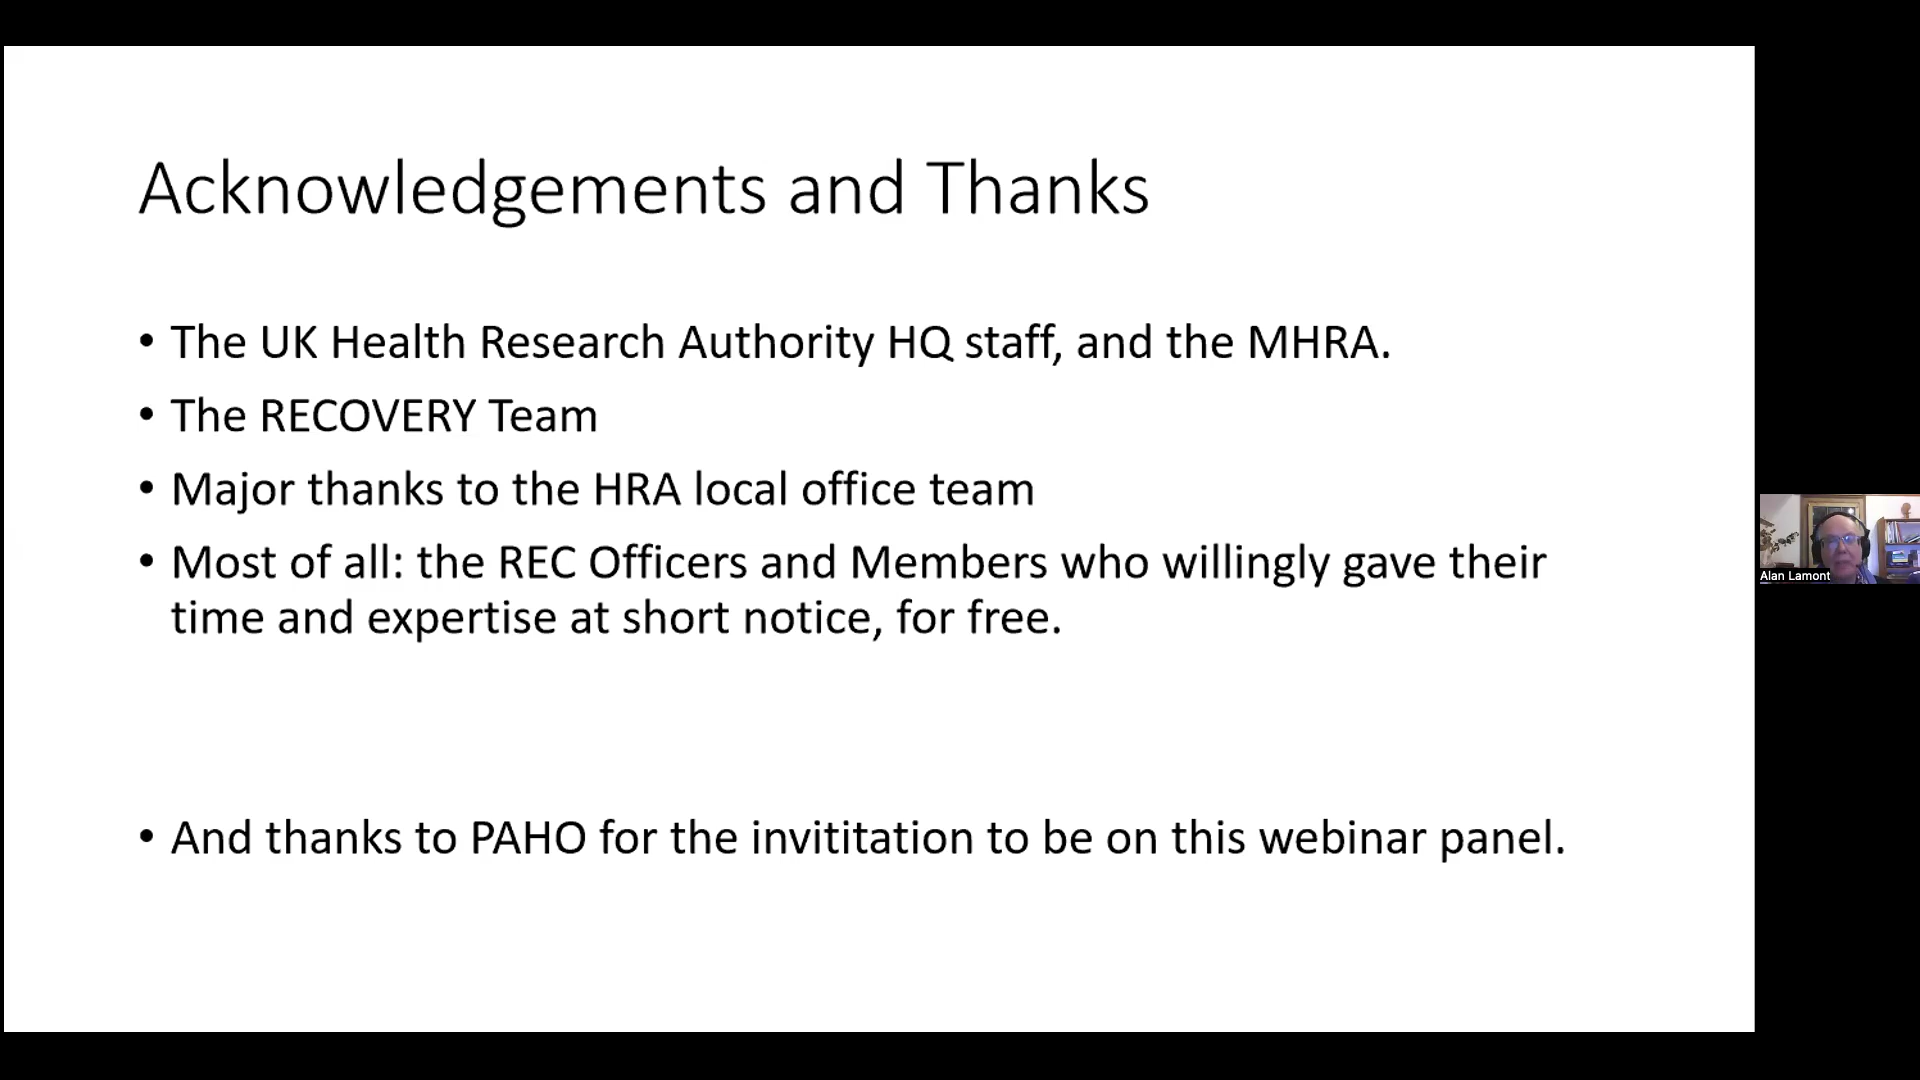 Acknowledgements and Thanks
• The UK Health Research Authority HQ staff, and the MHRA.
• The RECOVERY Team
• Major thanks to the HRA local office team
• Most of all: the REC Officers and Members who willingly gave their
time and expertise at short notice, for free.
• And thanks to PAHO for the invititation to be on this webinar panel.
Alan Lamont